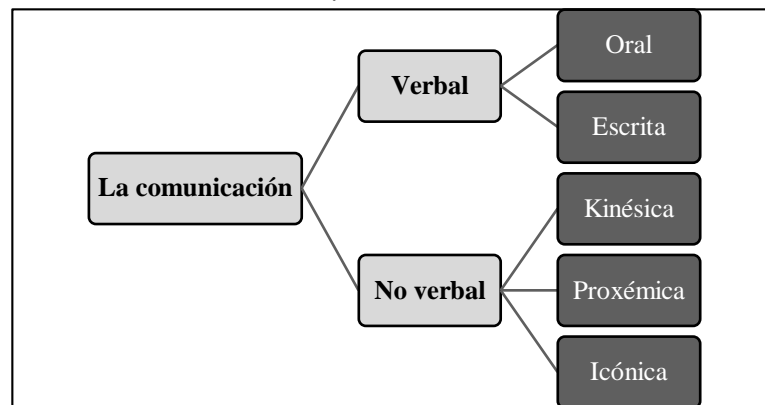 La comunicación
Verbal
Oral
Escrita
No verbal
Kinésica
Proxémica
Icónica